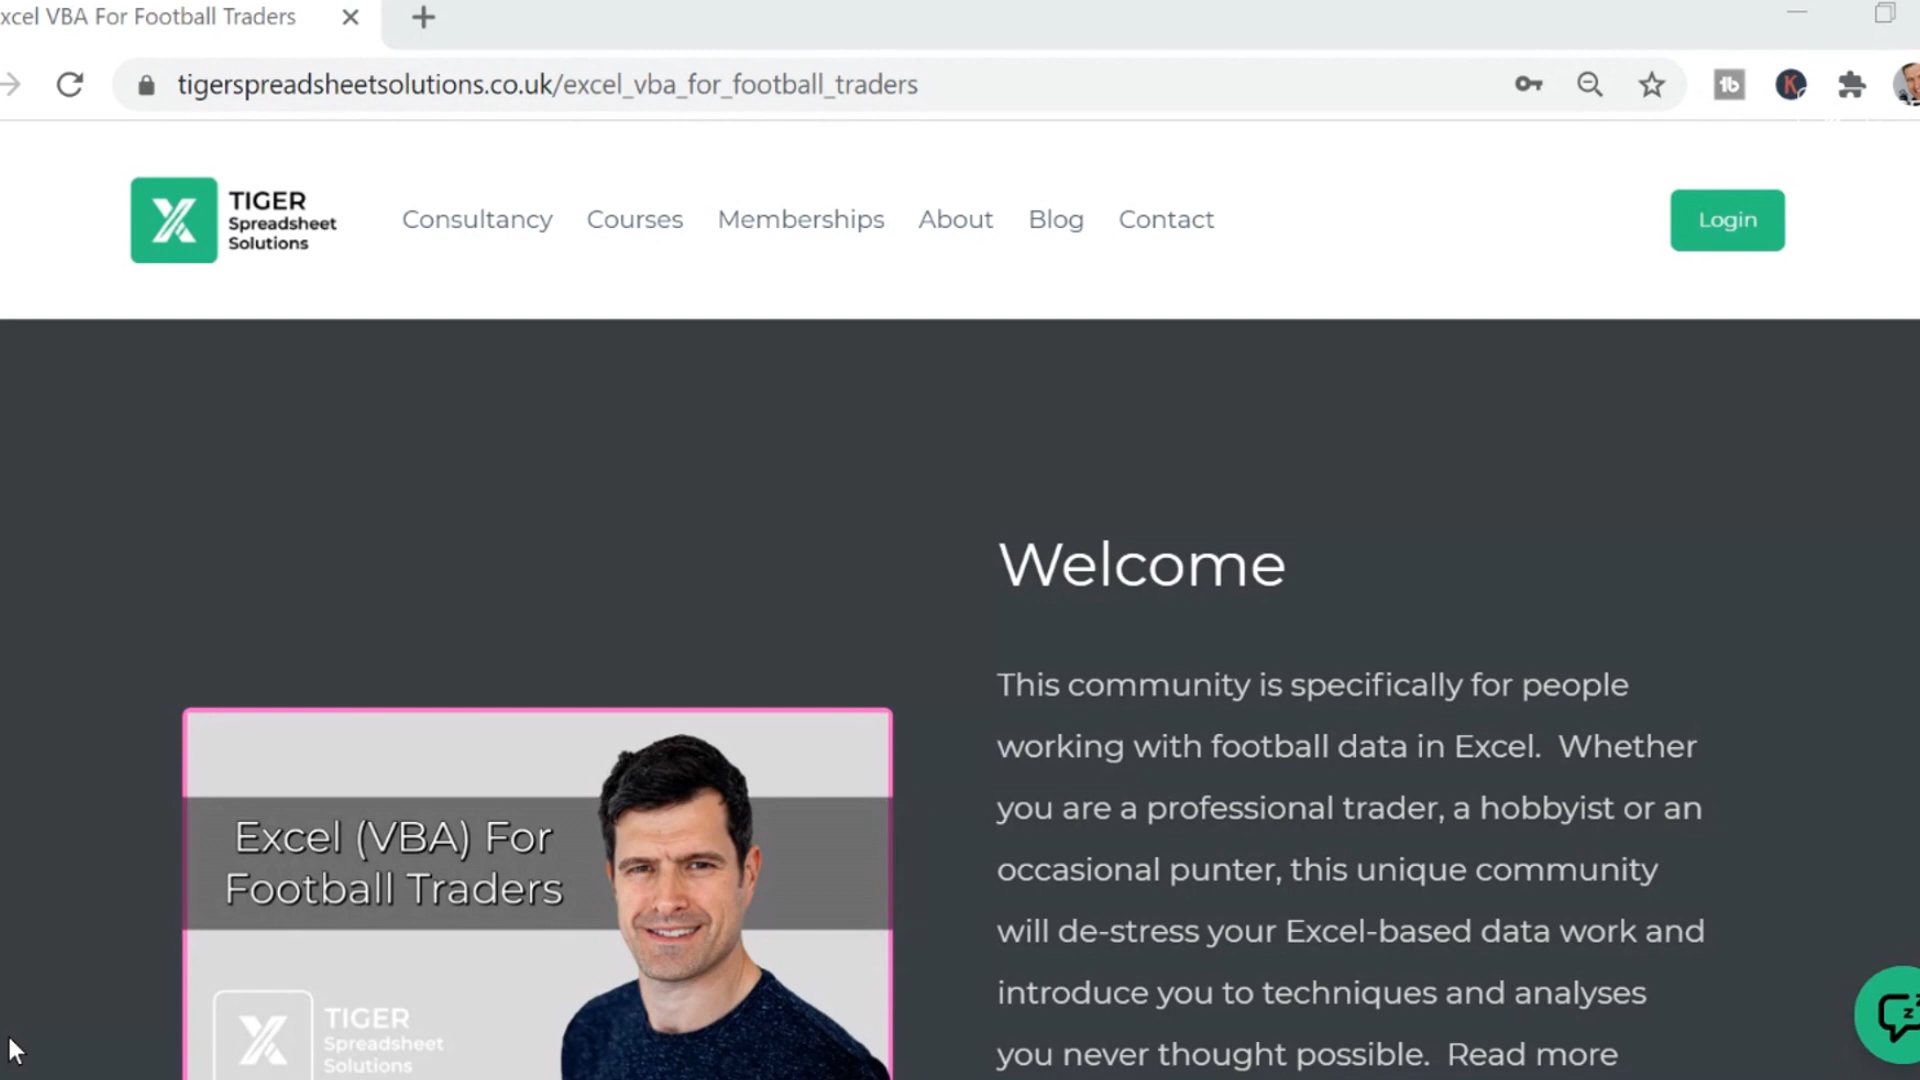 xcel VBA For Football Traders
tigerspreadsheetsolutions.co.uk/excel_vba_for_football_traders
tb
K
TIGER
Spreadsheet
Solutions
Consultancy
Courses
Memberships
About
Blog
Contact
Login
Welcome
This community is specifically for people
working with football data in Excel.  Whether
you are a professional trader, a hobbyist or an
occasional punter, this unique community
will de-stress your Excel-based data work and
introduce you to techniques and analyses
you never thought possible.  Read more
Excel (VBA) For
Football Traders
TIGER
Spreadsheet
Solutions
z